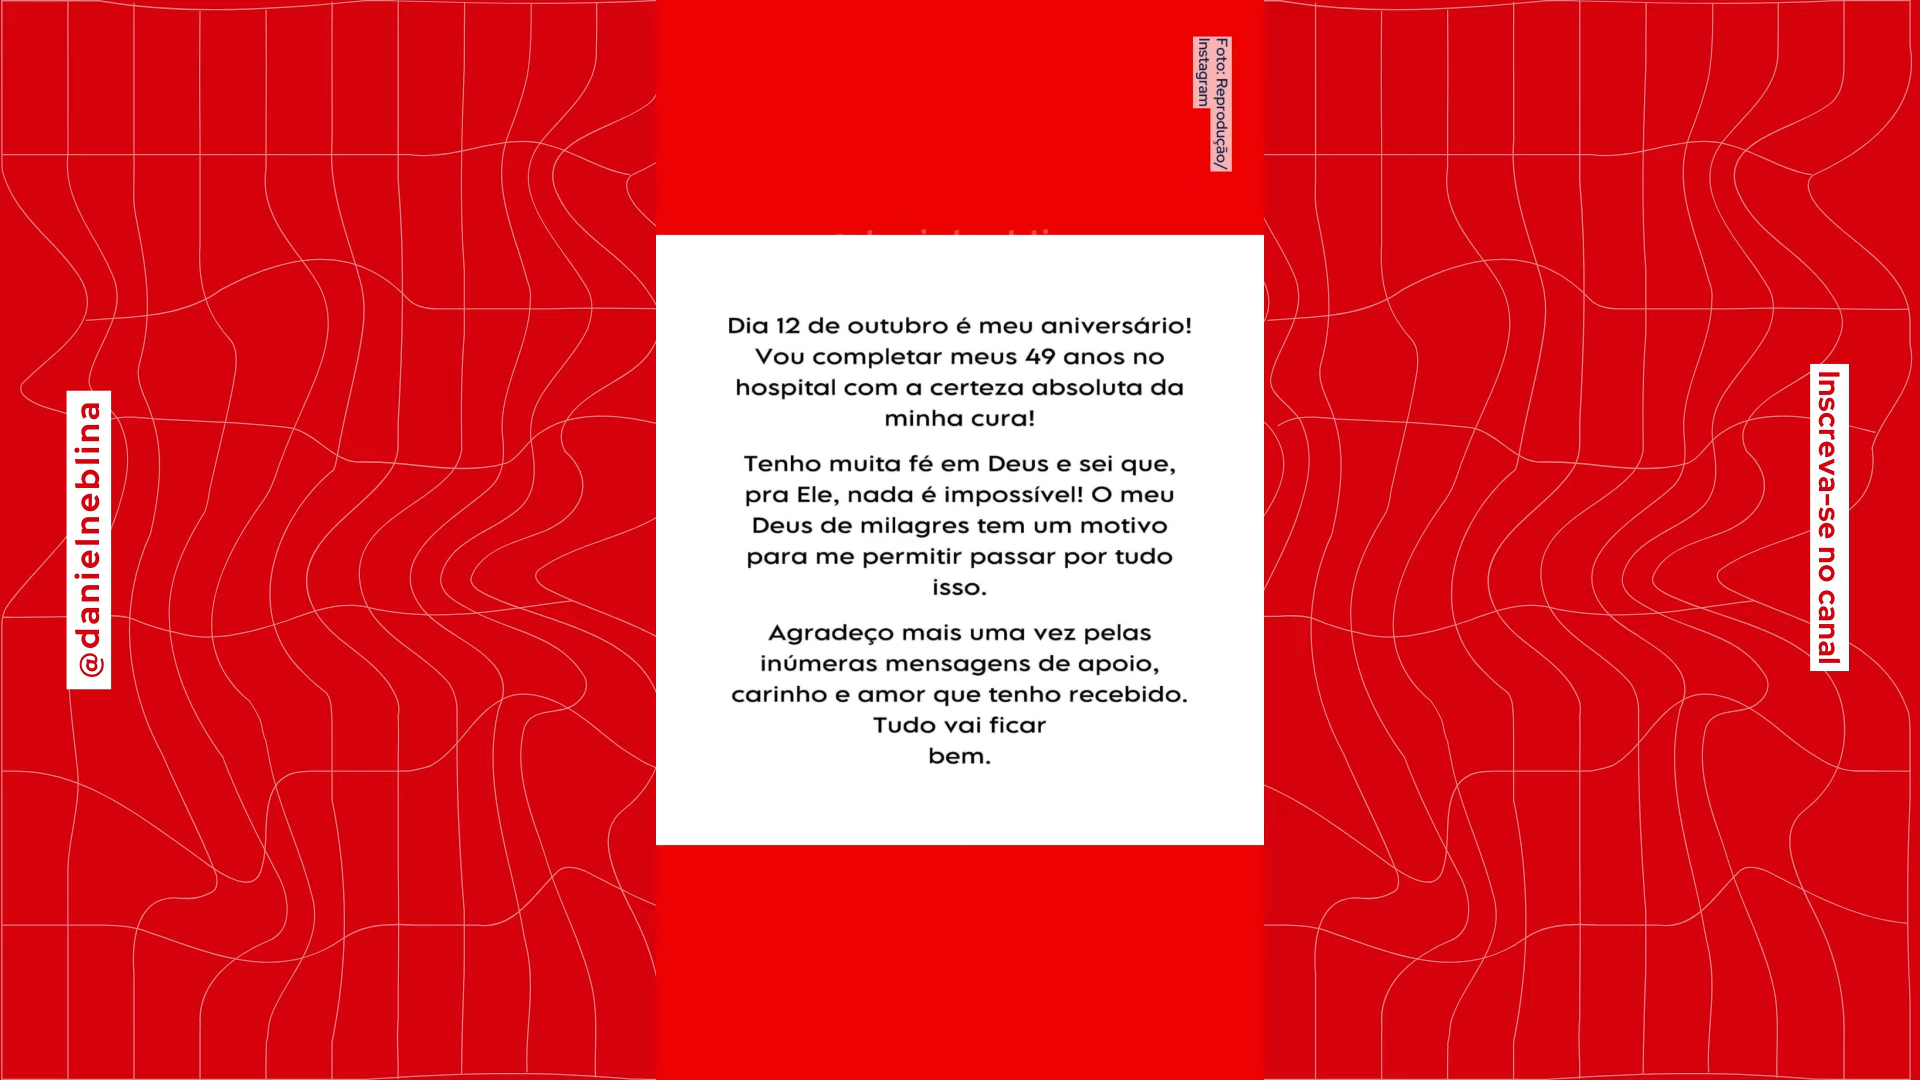 Foto: Reprodução/
Instagram
Dia 12 de outubro é meu aniversário!
Vou completar meus 49 anos no
hospital com a certeza absoluta da
minha cura!
Tenho muita fé em Deus e sei que,
pra Ele, nada é impossível! O meu
Deus de milagres tem um motivo
para me permitir passar por tudo
isso.
Agradeço mais uma vez pelas
inúmeras mensagens de apoio,
carinho e amor que tenho recebido.
Tudo vai ficar
bem.
@danielneblina
Inscreva-se no canal